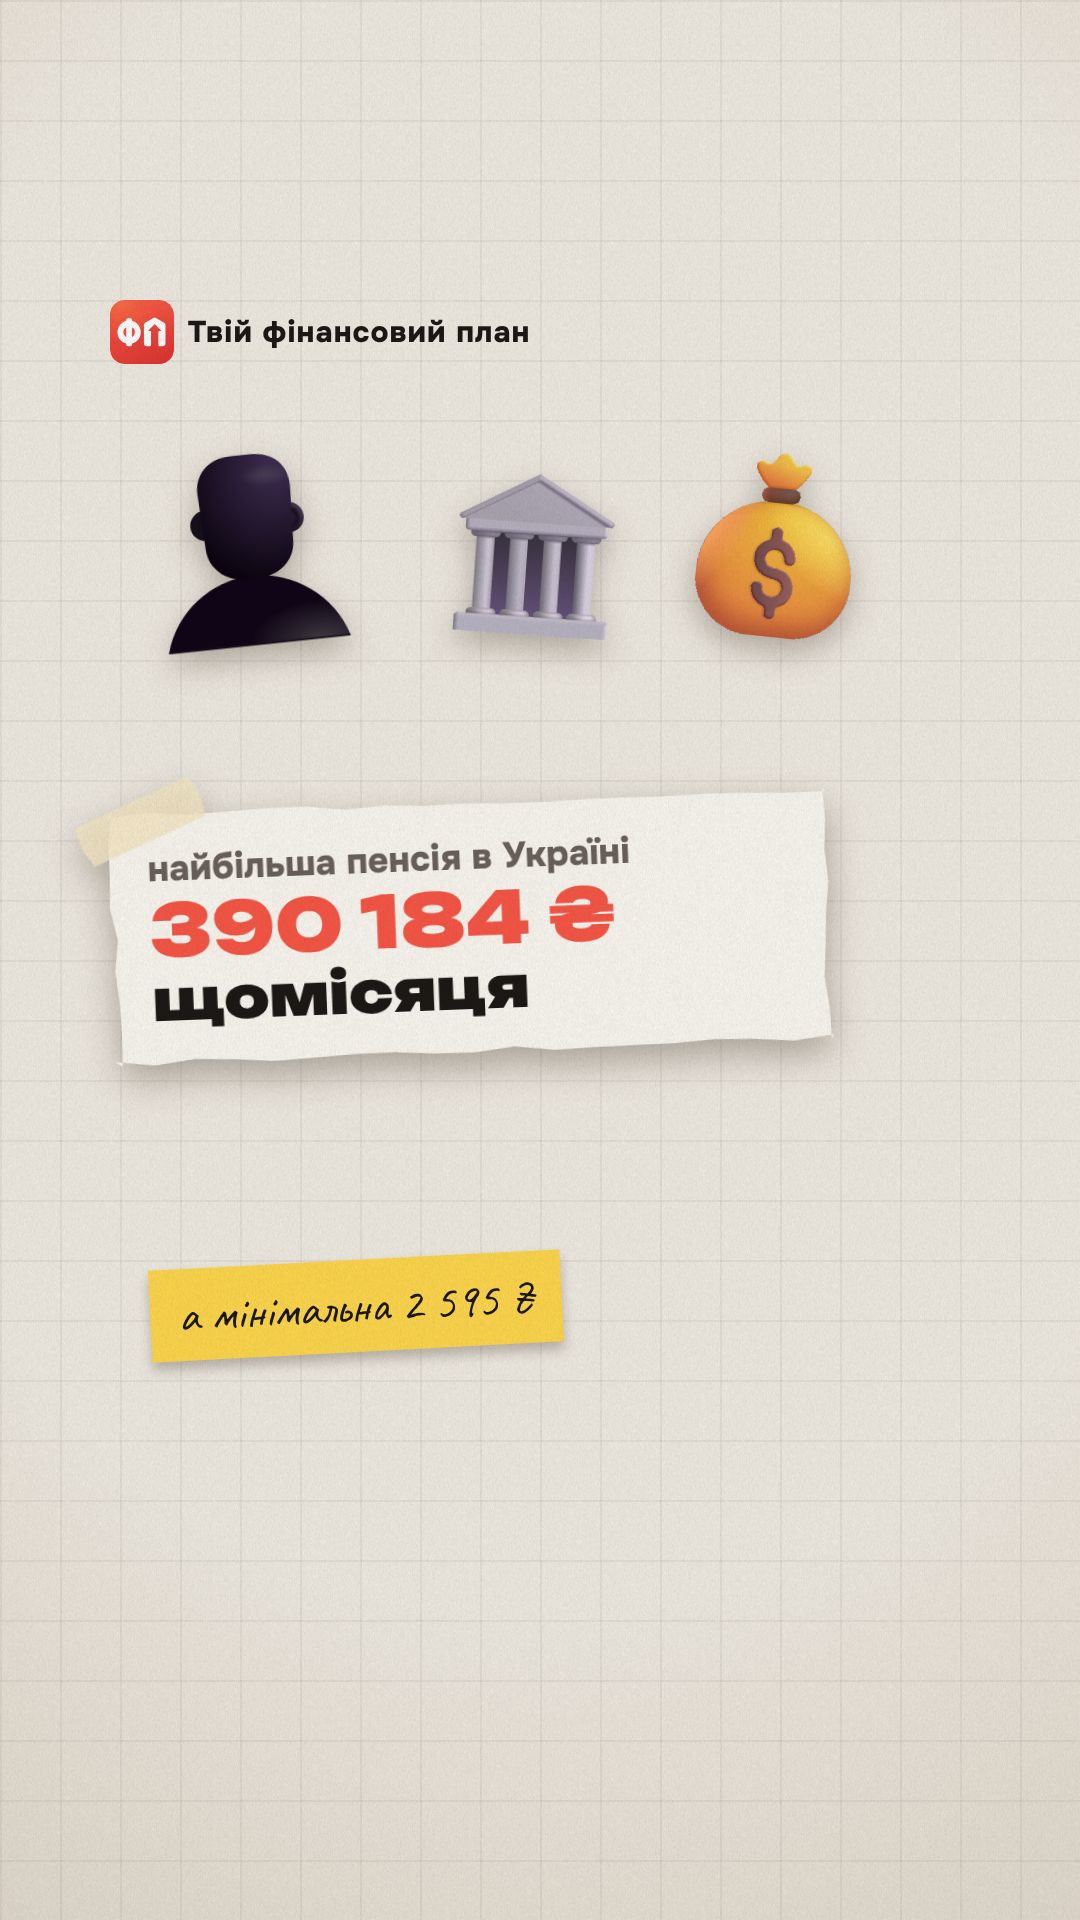 ФП Твій фінансовий план
$
найбільша пенсія в Україні
390 184 ₴
щомісяця
а мінімальна 2 595 ₴